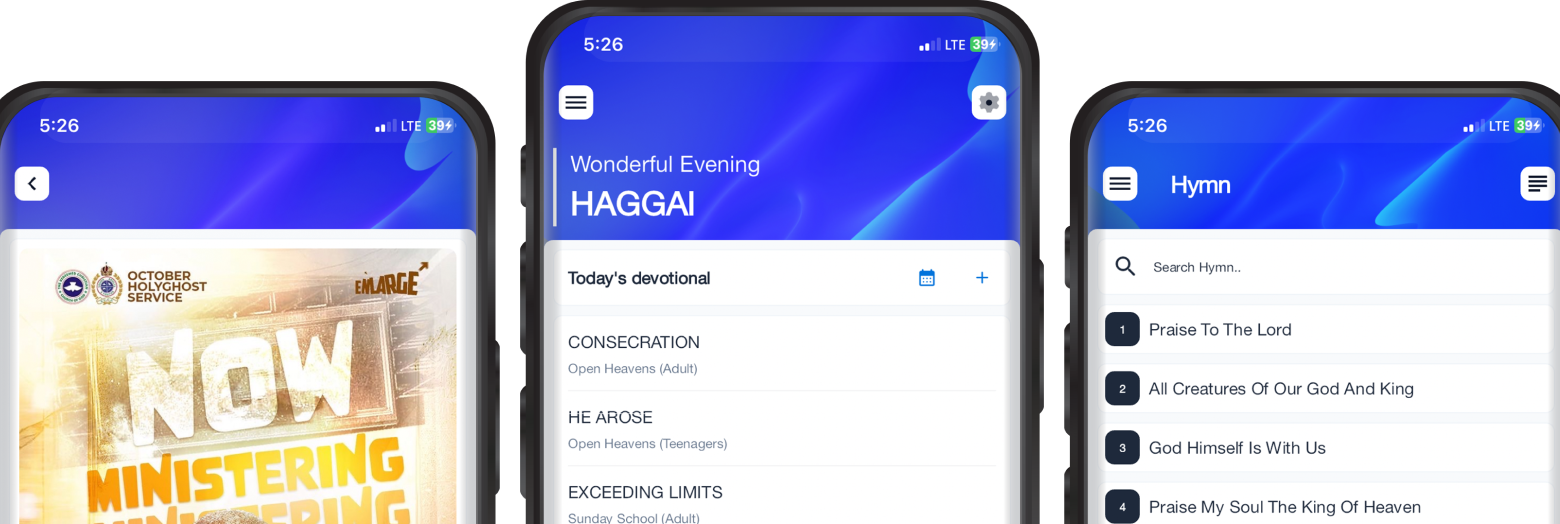 5:26
LTE 39
OCTOBER
HOLYGHOST
SERVICE
ENLARGE
NOW
MINISTERING
MINISTERING
5:26
LTE 39
Wonderful Evening
HAGGAI
Today's devotional
CONSECRATION
Open Heavens (Adult)
HE AROSE
Open Heavens (Teenagers)
EXCEEDING LIMITS
Sunday School (Adult)
5:26
LTE 39
Hymn
Search Hymn..
1 Praise To The Lord
2 All Creatures Of Our God And King
3 God Himself Is With Us
4 Praise My Soul The King Of Heaven